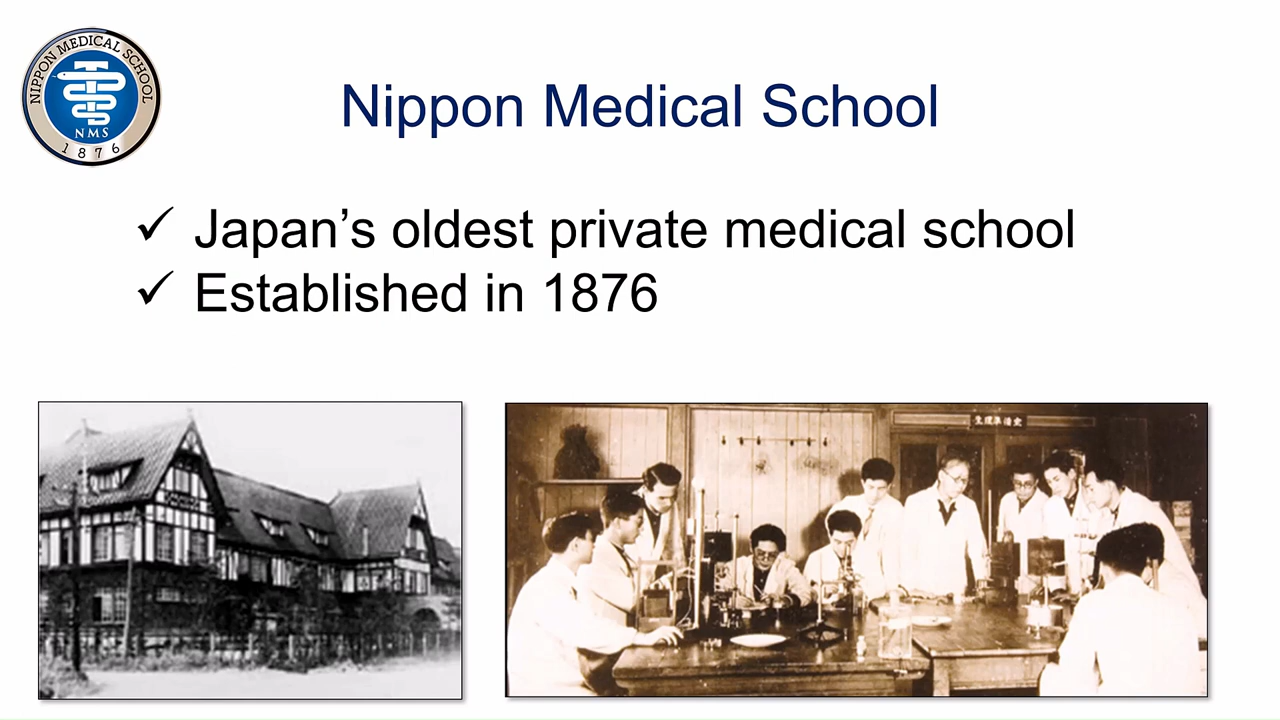 NIPPON MEDICAL SCHOOL
NMS
1876
Nippon Medical School
✓ Japan’s oldest private medical school
✓ Established in 1876